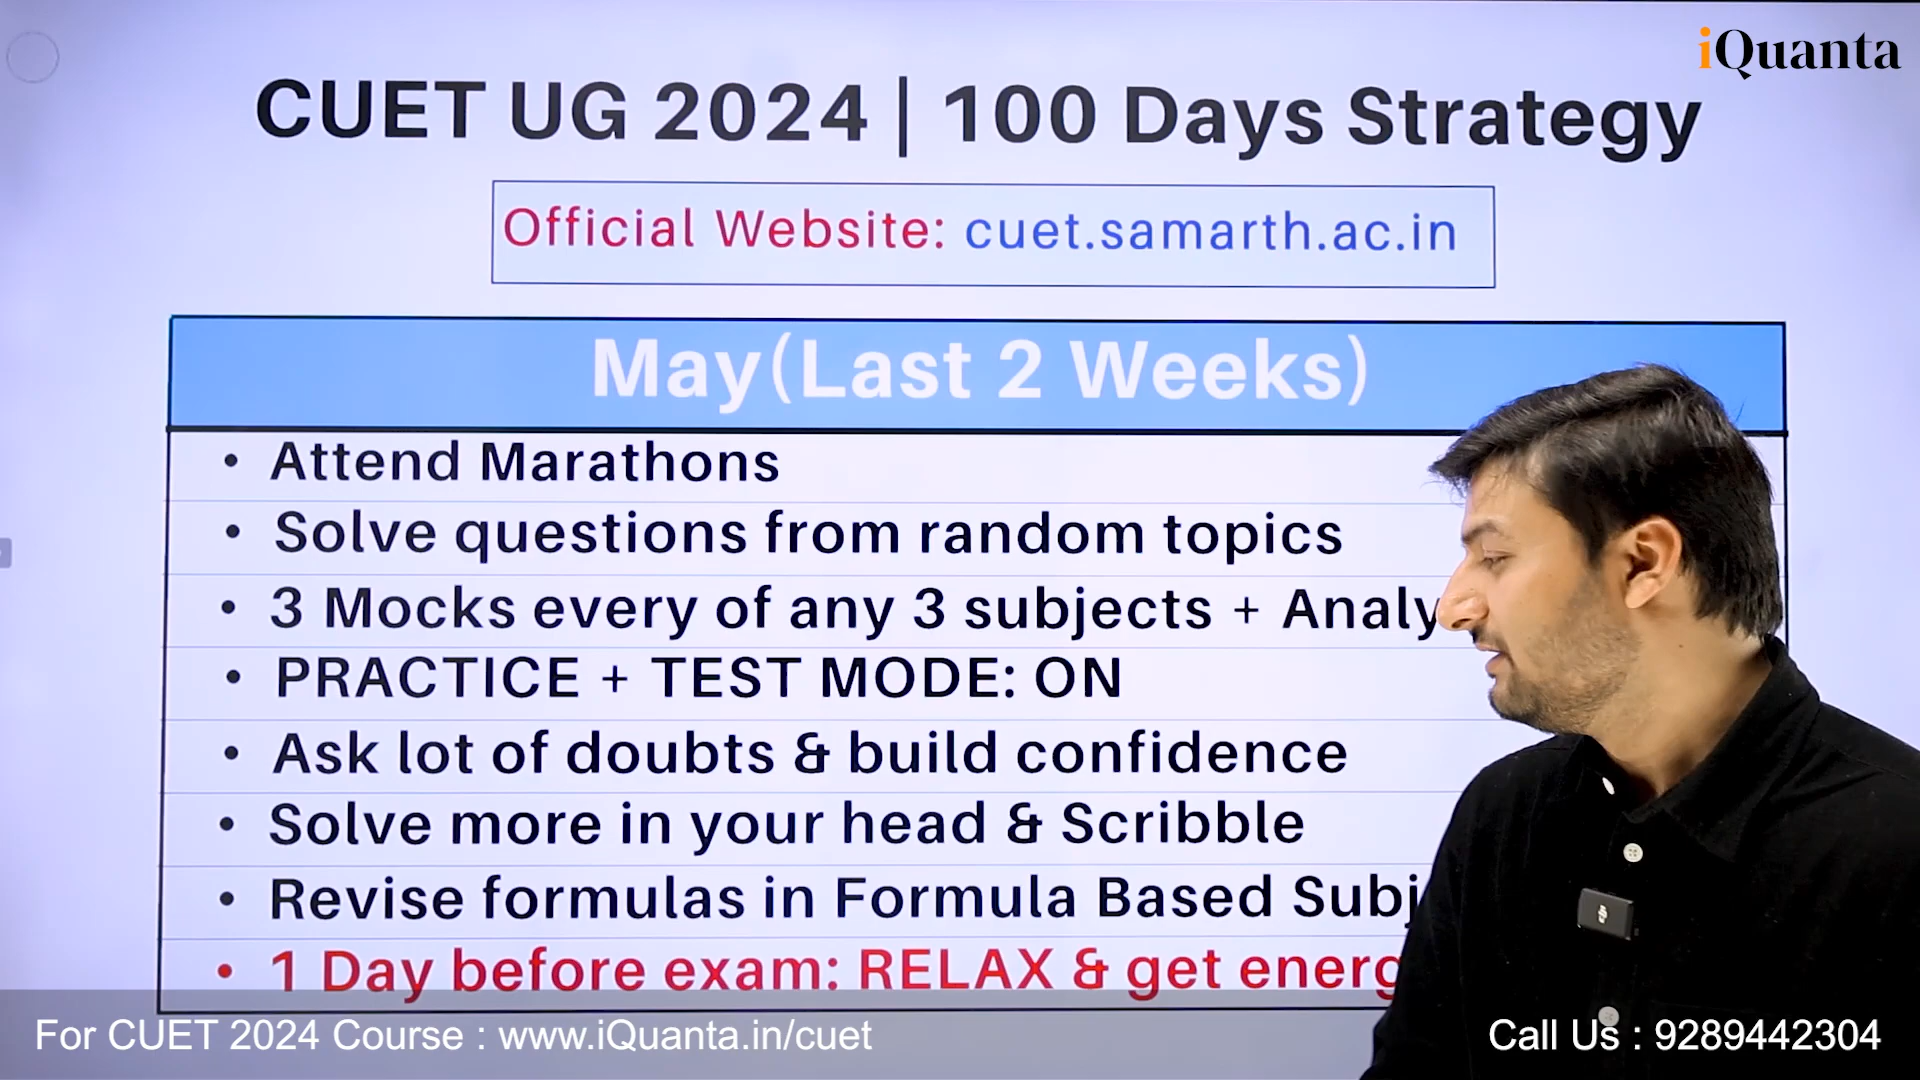 iQuanta
CUET UG 2024 | 100 Days Strategy
Official Website: cuet.samarth.ac.in
May(Last 2 Weeks)
• Attend Marathons
• Solve questions from random topics
• 3 Mocks every of any 3 subjects +
• PRACTICE + TEST MODE: ON
• Ask lot of doubts & build confidence
• Solve more in your head & Scribble
• Revise formulas in Formula Based
• 1 Day before exam: RELAX & get
For CUET 2024 Course : www.iQuanta.in/cuet
Call Us : 9289442304